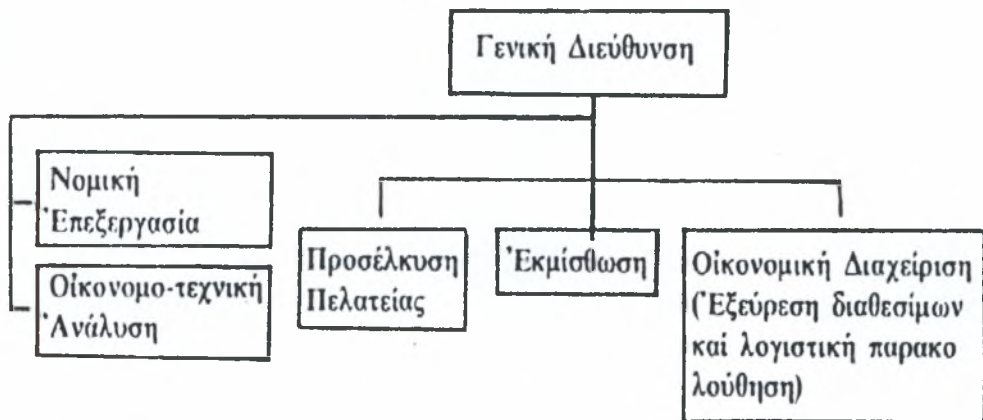 Γενική Διεύθυνση
Νομική
Ἐπεξεργασία
Οἰκονομο-τεχνική
Ἀνάλυση
Προσέλκυση
Πελατείας
Ἐκμίσθωση
Οἰκονομική Διαχείριση
(Ἐξεύρεση διαθεσίμων
καί λογιστική παρακο
λούθηση)